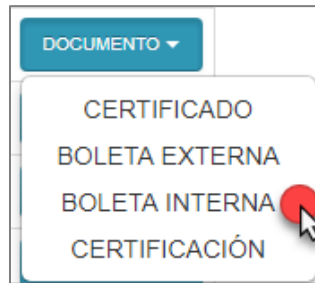 DOCUMENTO
CERTIFICADO
BOLETA EXTERNA
BOLETA INTERNA
CERTIFICACIÓN